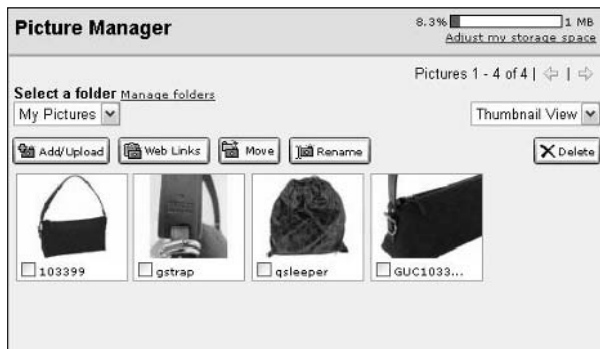 Picture Manager
8.3% 1 MB
Adjust my storage space
Pictures 1 - 4 of 4 | |
Select a folder Manage folders
My Pictures Thumbnail View
Add/Upload Web Links Move Rename Delete
103399 gstrap qsleeper GUC1033...